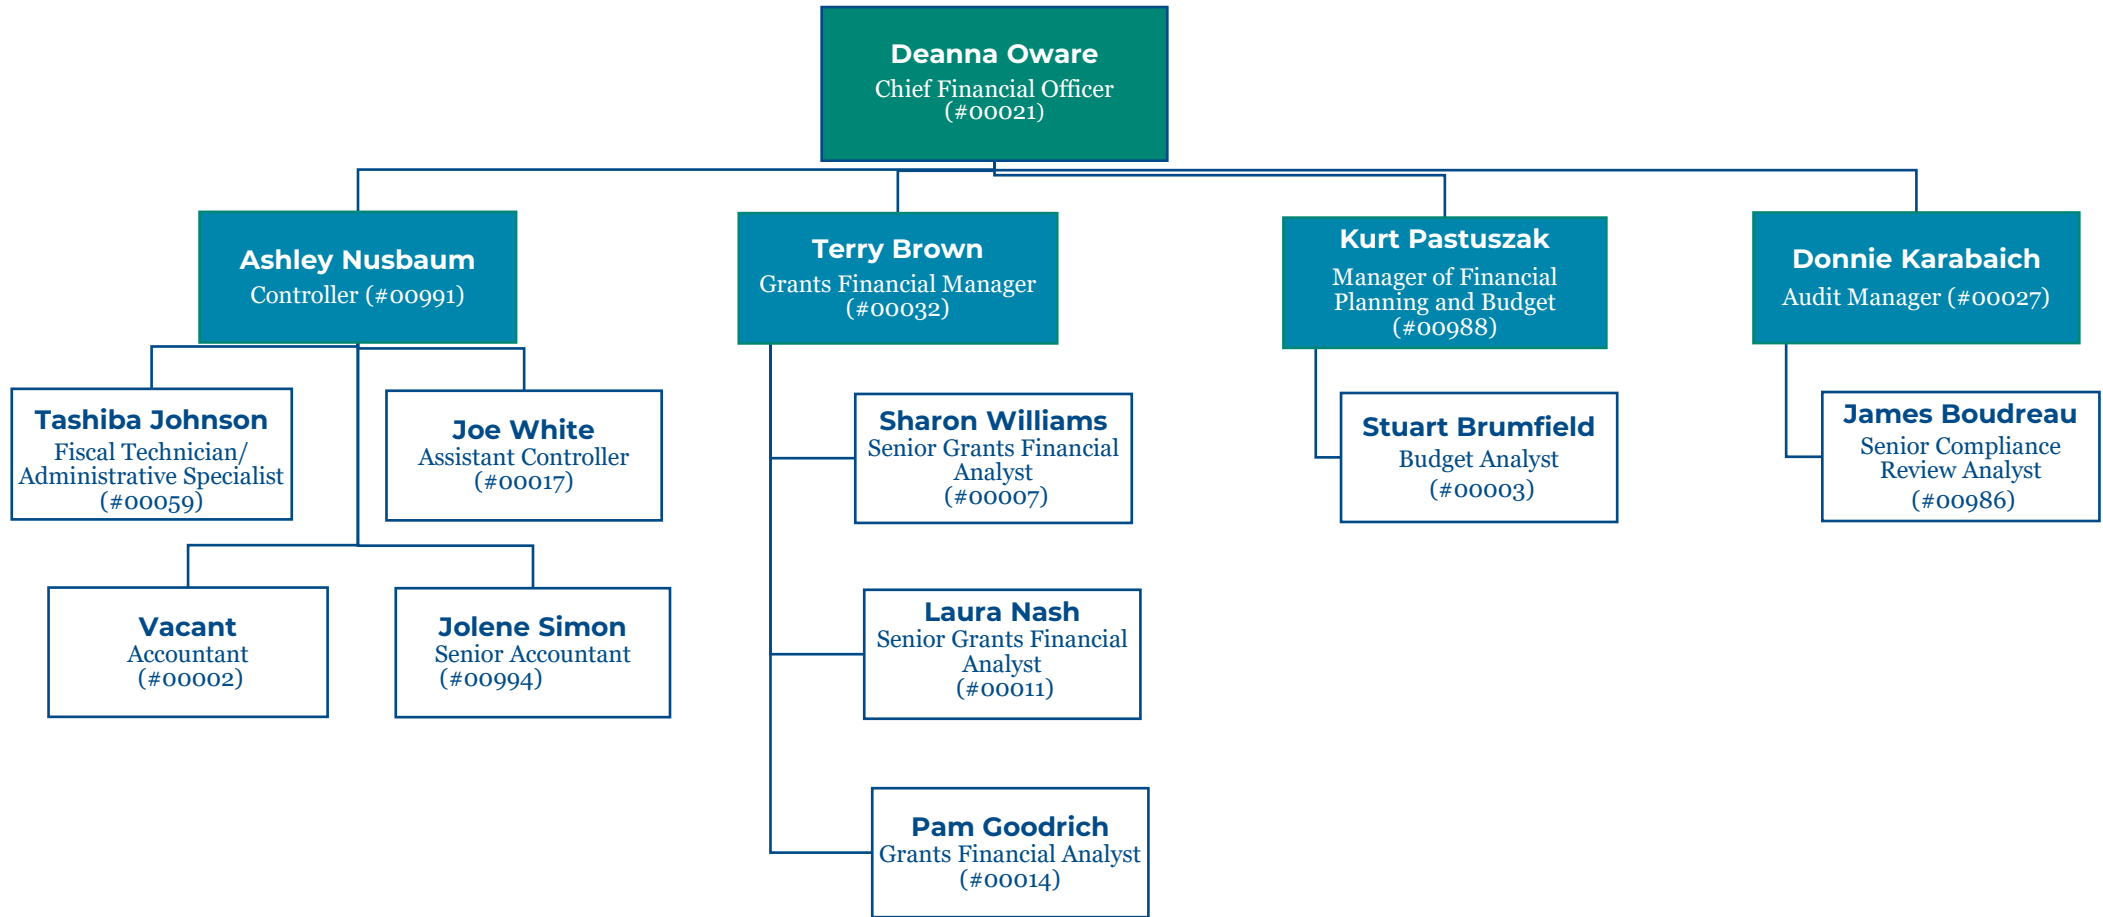 Deanna Oware
Chief Financial Officer
(#00021)
Ashley Nusbaum
Controller (#00991)
Terry Brown
Grants Financial Manager
(#00032)
Kurt Pastuszak
Manager of Financial
Planning and Budget
(#00988)
Donnie Karabaich
Audit Manager (#00027)
Tashiba Johnson
Fiscal Technician/
Administrative Specialist
(#00059)
Joe White
Assistant Controller
(#00017)
Sharon Williams
Senior Grants Financial
Analyst
(#00007)
Stuart Brumfield
Budget Analyst
(#00003)
James Boudreau
Senior Compliance
Review Analyst
(#00986)
Vacant
Accountant
(#00002)
Jolene Simon
Senior Accountant
(#00994)
Laura Nash
Senior Grants Financial
Analyst
(#00011)
Pam Goodrich
Grants Financial Analyst
(#00014)